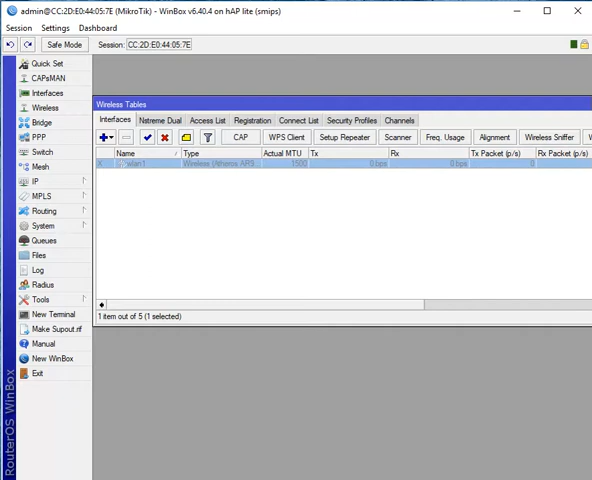 admin@CC:2D:E0:44:05:7E (MikroTik) - WinBox v6.40.4 on hAP lite (smips)
Session Settings Dashboard
Safe Mode Session: CC:2D:E0:44:05:7E
Quick Set
CAPsMAN
Interfaces
Wireless
Bridge
PPP
Switch
Mesh
IP
MPLS
Routing
System
Queues
Files
Log
Radius
Tools
New Terminal
Make Supout.rif
Manual
New WinBox
Exit
RouterOS WinBox
Wireless Tables
Interfaces Nstreme Dual Access List Registration Connect List Security Profiles Channels
CAP WPS Client Setup Repeater Scanner Freq. Usage Alignment Wireless Sniffer W
Name Type Actual MTU Tx Rx Tx Packet (p/s) Rx Packet (p/s)
X wlan1 Wireless (Atheros AR9... 1500 0 bps 0 bps 0
1 item out of 5 (1 selected)